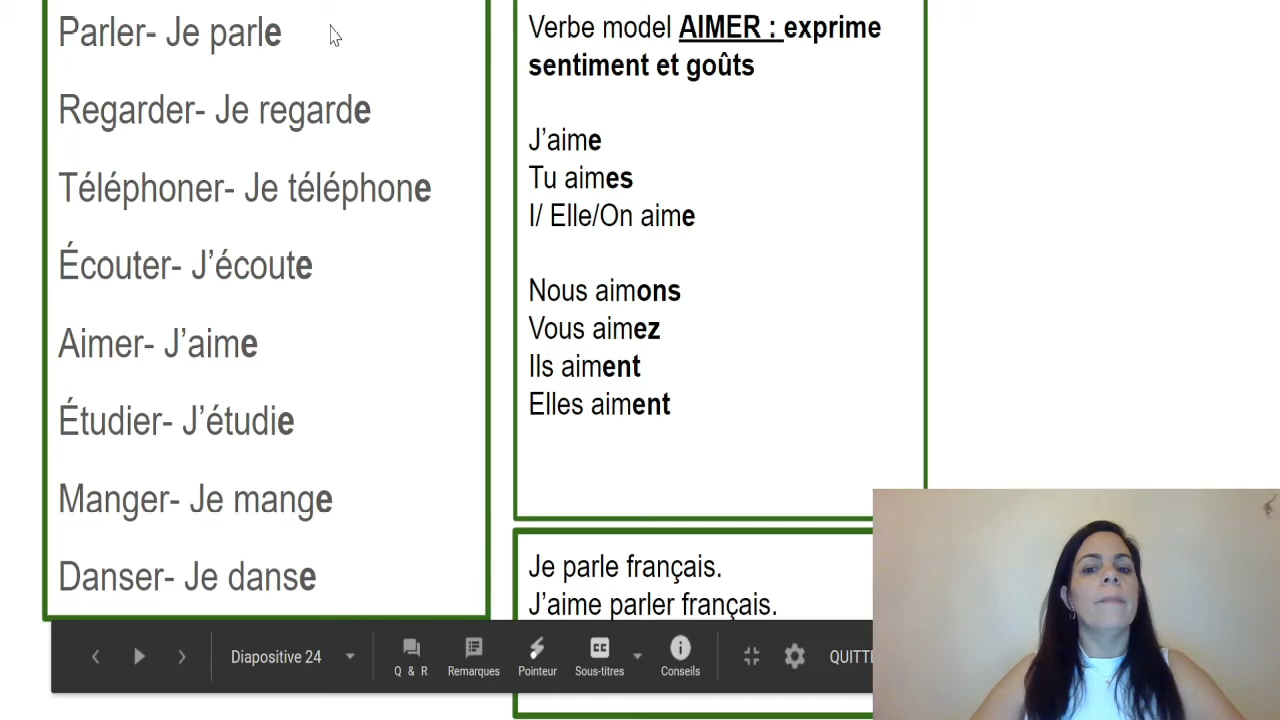 Parler- Je parle
Regarder- Je regarde
Téléphoner- Je téléphone
Écouter- J’écoute
Aimer- J’aime
Étudier- J’étudie
Manger- Je mange
Danser- Je danse
Verbe model AIMER : exprime
sentiment et goûts
J’aime
Tu aimes
I/ Elle/On aime
Nous aimons
Vous aimez
Ils aiment
Elles aiment
Je parle français.
J’aime parler français.
Diapositive 24
Q & R
Remarques
Pointeur
CC
Sous-titres
Conseils
QUITTE